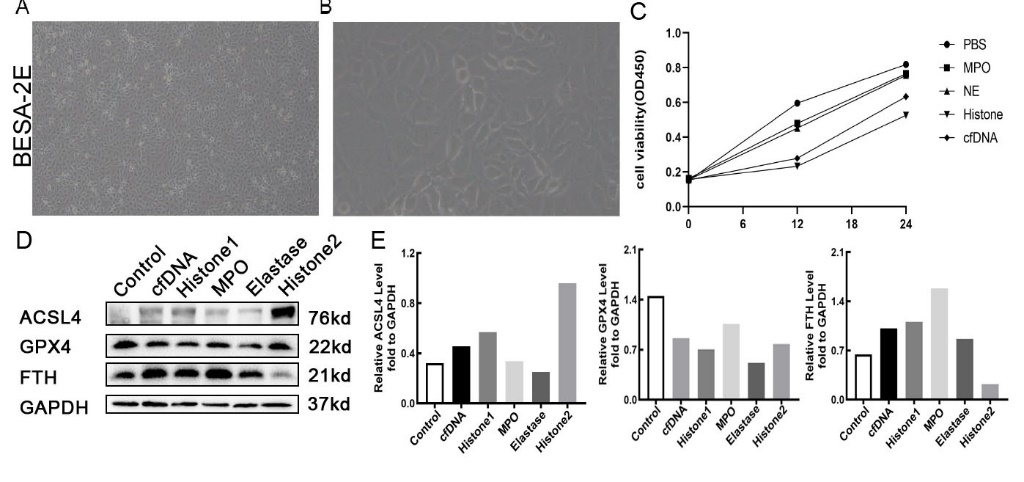 A
B
C
BESA-2E
cell viability(OD450)
1.0
0.8
0.6
0.4
0.2
0.0
0 6 12 18 24
PBS
MPO
NE
Histone
cfDNA
D
Control
cfDNA
Histone1
MPO
Elastase
Histone2
ACSL4 76kd
GPX4 22kd
FTH 21kd
GAPDH 37kd
E
Relative ACSL4 Level
fold to GAPDH
1.2
0.8
0.4
0.0
Control
cfDNA
Histone1
MPO
Elastase
Histone2
Relative GPX4 Level
fold to GAPDH
2.1
1.4
0.7
0.0
Control
cfDNA
Histone1
MPO
Elastase
Histone2
Relative FTH Level
fold to GAPDH
2.1
1.4
0.7
0.0
Control
cfDNA
Histone1
MPO
Elastase
Histone2